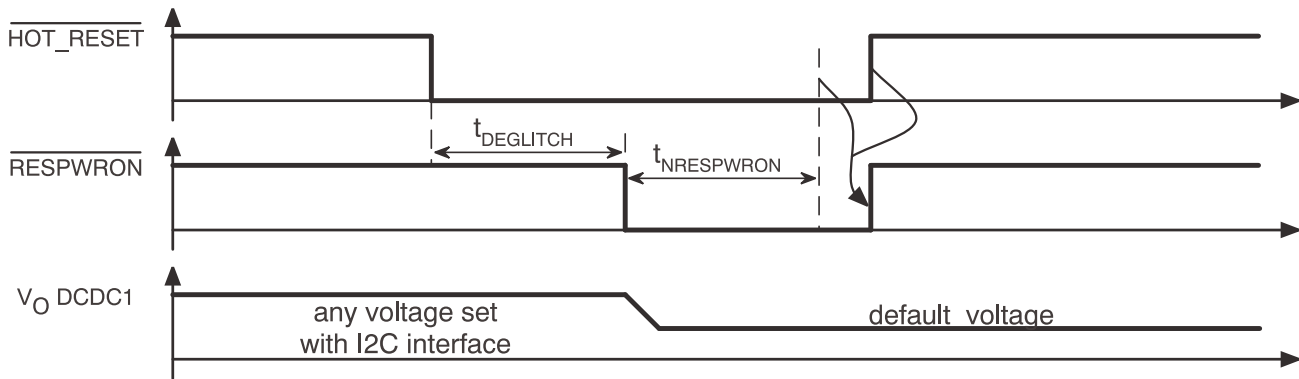 HOT_RESET
tDEGLITCH
RESPWRON
tNRESPWRON
VO DCDC1
any voltage set
with I2C interface
default voltage